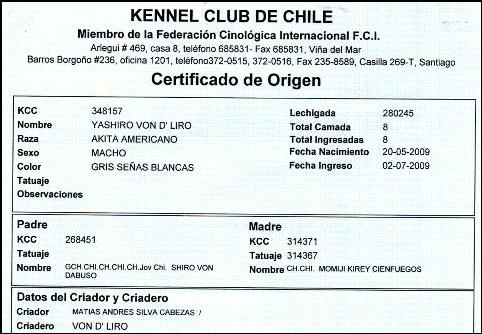 KENNEL CLUB DE CHILE
Miembro de la Federación Cinológica Internacional F.C.I.
Arlegui # 469, casa 8, teléfono 685831- Fax 685831, Viña del Mar
Barros Borgoño #236, oficina 1201, telefono372-0515, 372-0516, Fax 235-8589, Casilla 269-T, Santiago
Certificado de Origen
KCC 348157 Lechigada 280245
Nombre YASHIRO VON D' LIRO Total Camada 8
Raza AKITA AMERICANO Total Ingresadas 8
Sexo MACHO Fecha Nacimiento 20-05-2009
Color GRIS SEÑAS BLANCAS Fecha Ingreso 02-07-2009
Tatuaje
Observaciones
Padre Madre
KCC 268451 KCC 314371
Tatuaje Tatuaje 314367
Nombre GCH.CHI.CH.CHI.CH.Jov Chi. SHIRO VON DABUSO Nombre CH.CHI. MOMIJI KIREY CIENFUEGOS
Datos del Criador y Criadero
Criador MATIAS ANDRES SILVA CABEZAS /
Criadero VON D' LIRO